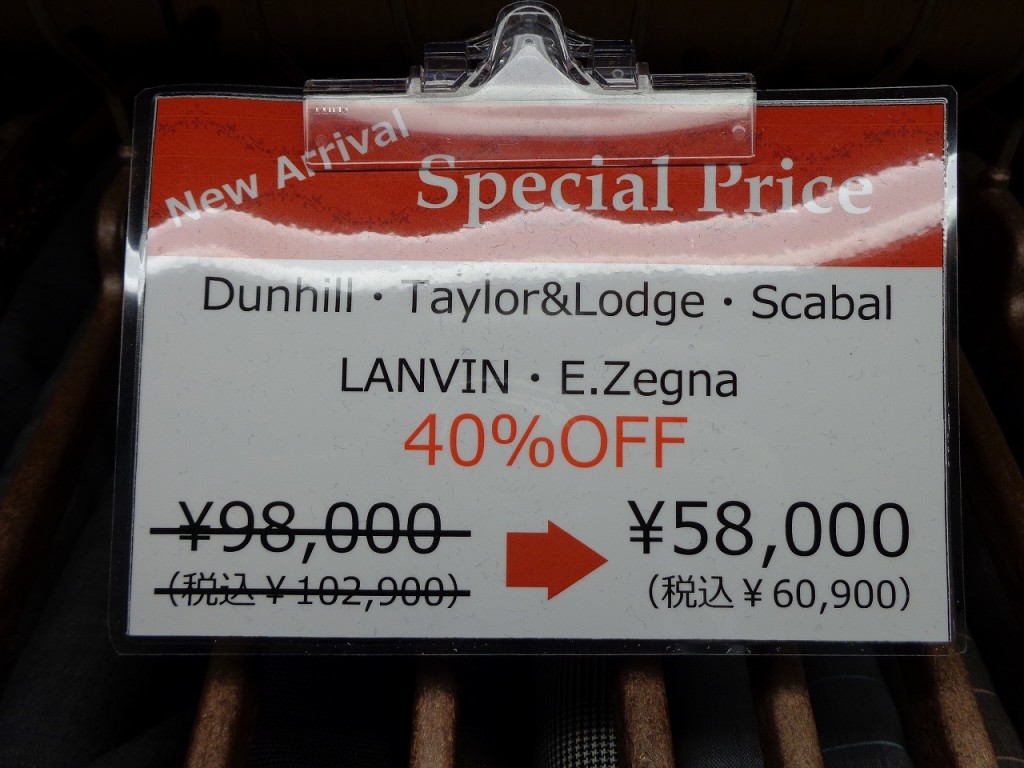 New Arrival
Special Price
Dunhill・Taylor&Lodge・Scabal
LANVIN・E.Zegna
40%OFF
¥98,000 ¥58,000
(税込¥102,900) (税込¥60,900)